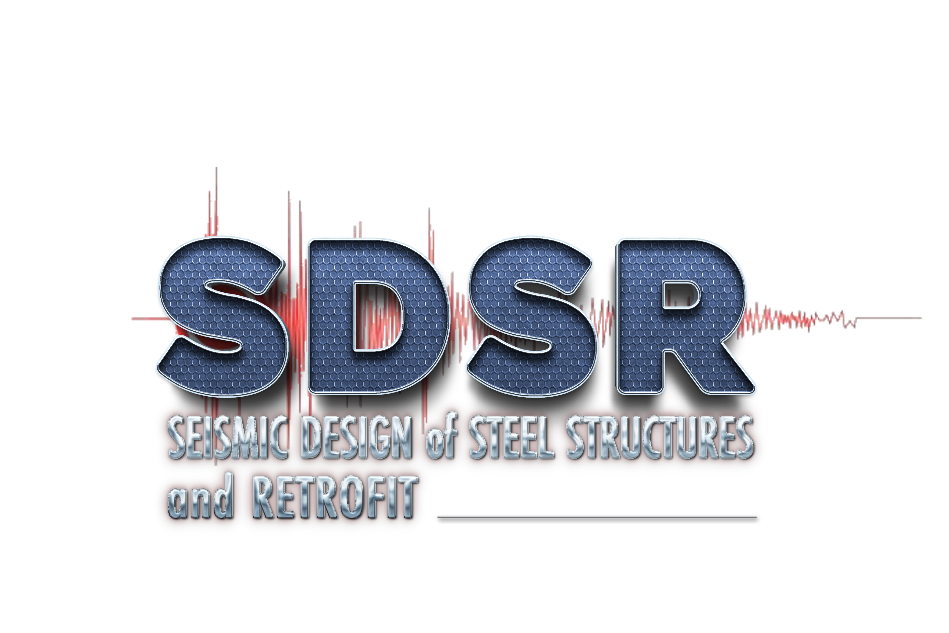 SDSR
SEISMIC DESIGN of STEEL STRUCTURES
and RETROFIT